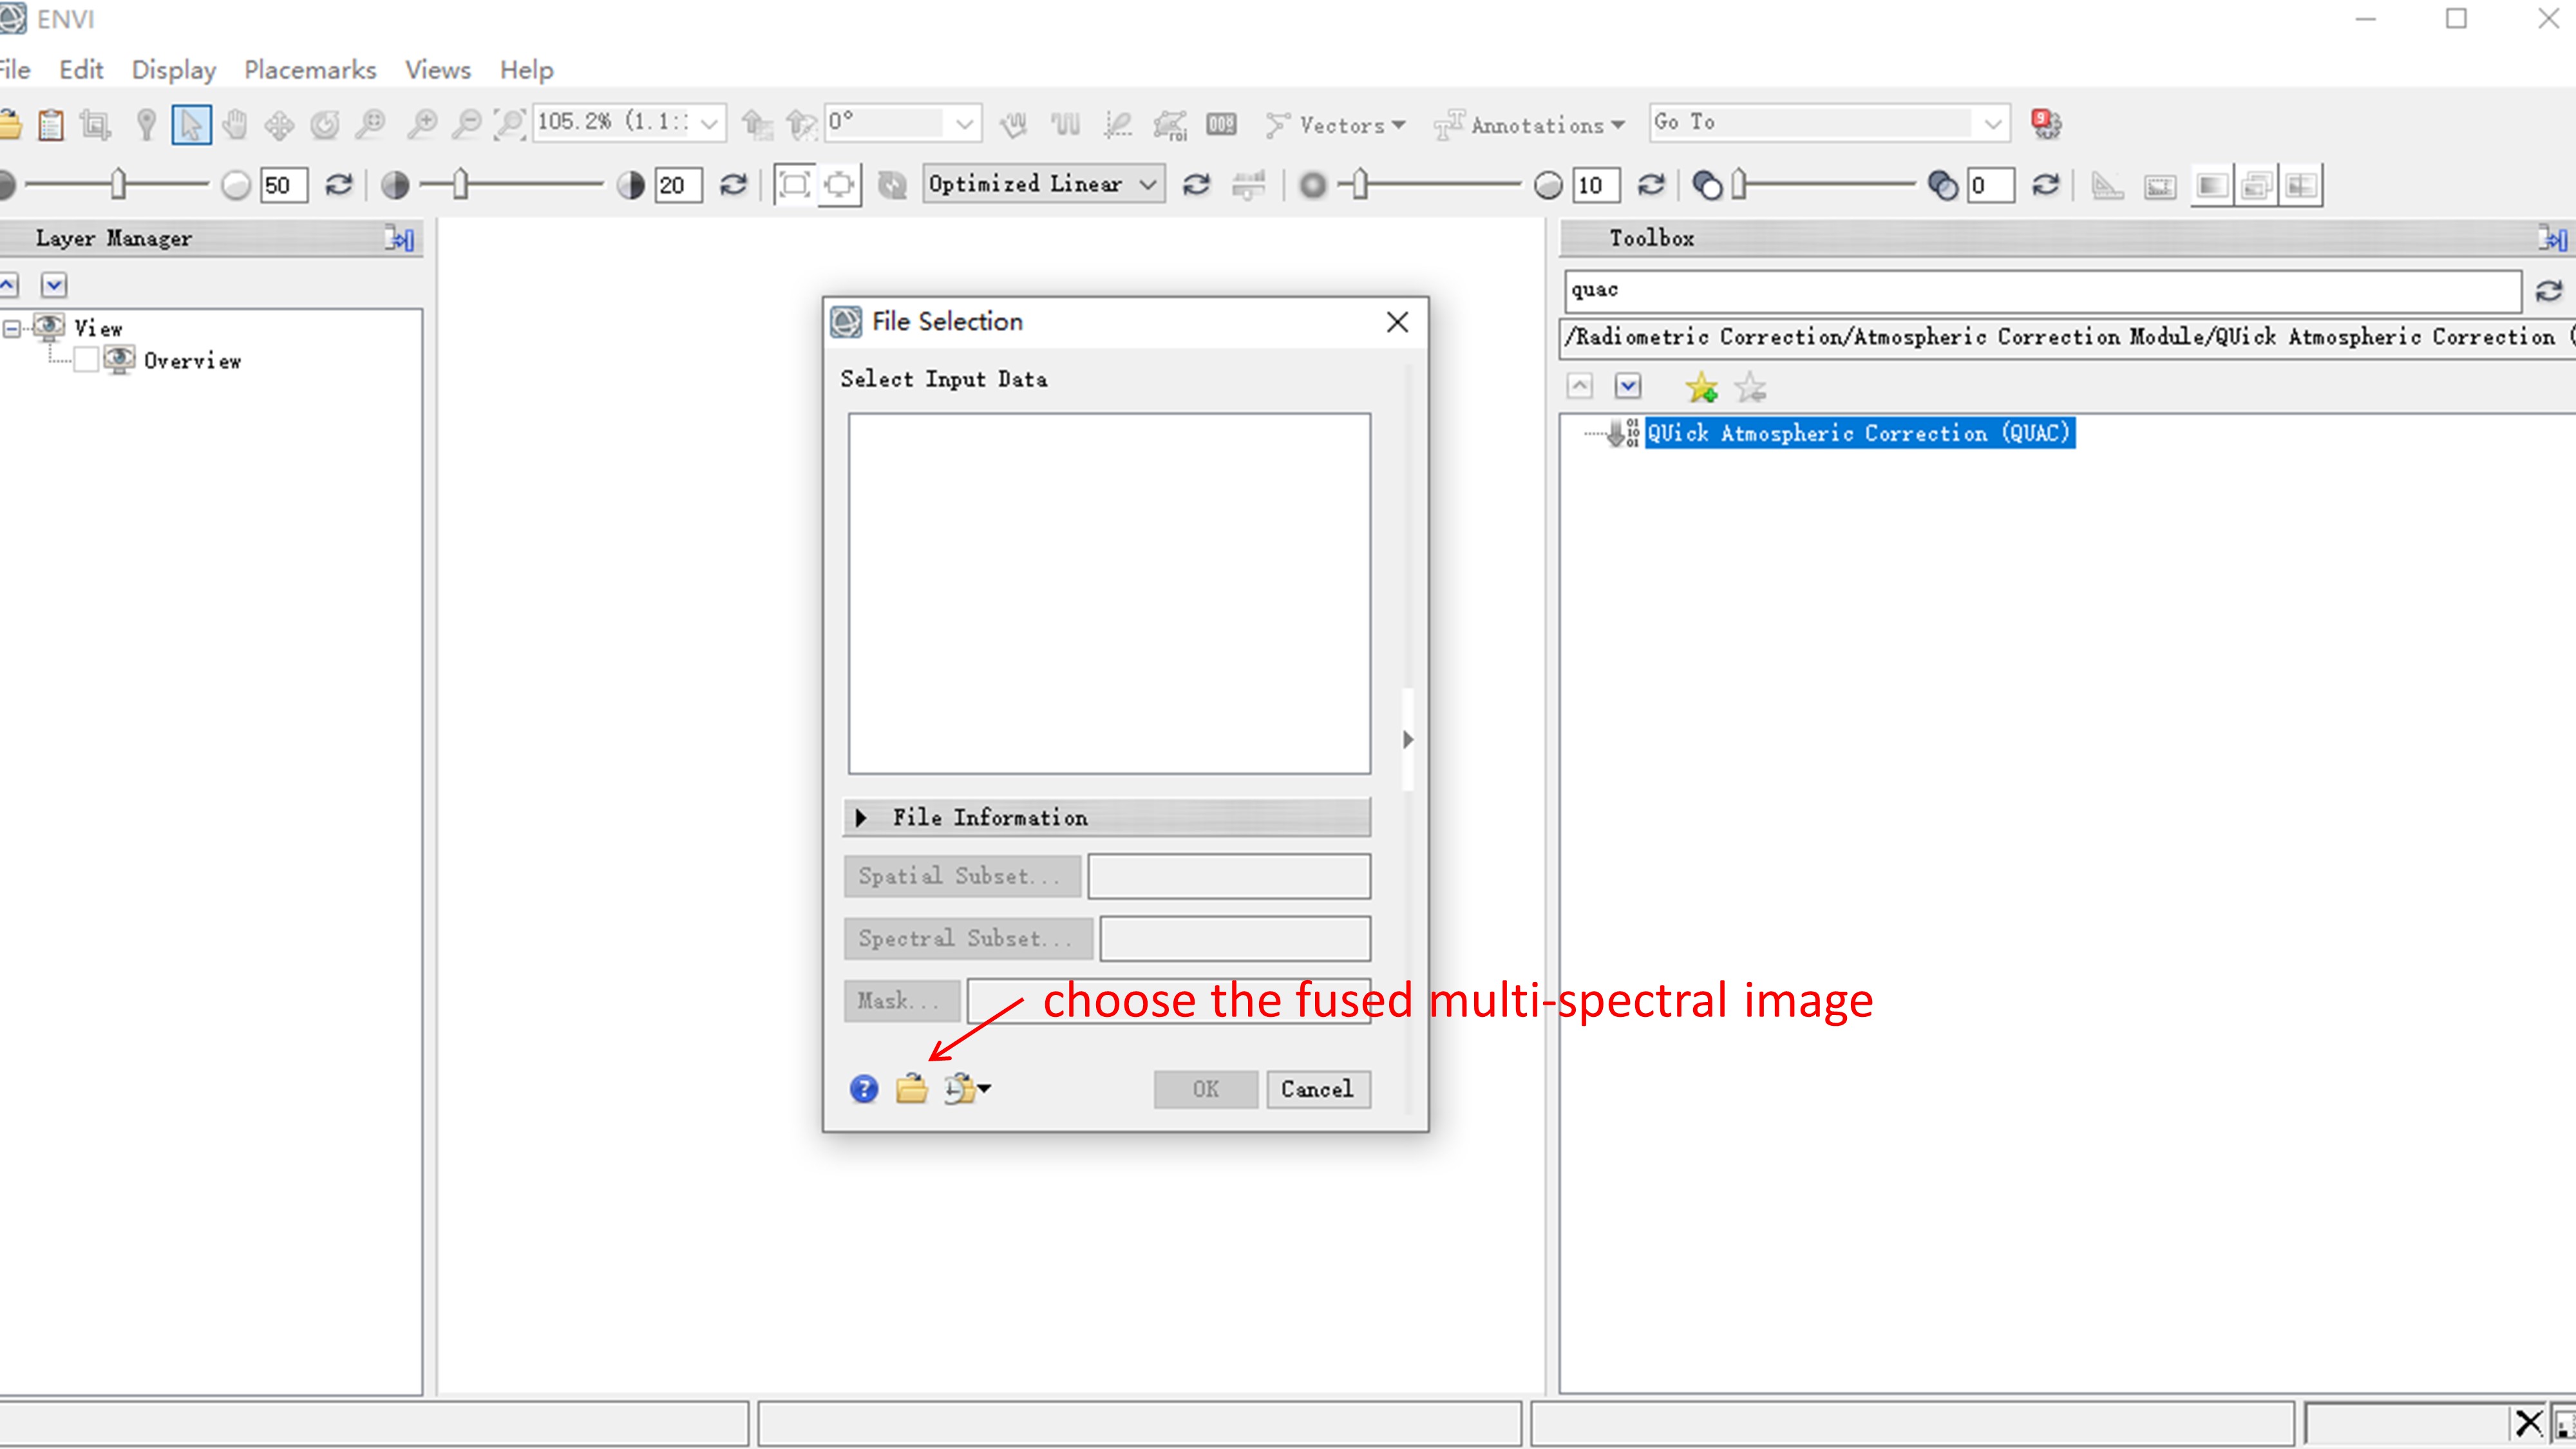 ENVI
File Edit Display Placemarks Views Help
105.2% (1.1:: 0° Vectors Annotations Go To 9
50 20 Optimized Linear 10 0
Layer Manager
View
Overview
File Selection
Select Input Data
File Information
Spatial Subset...
Spectral Subset...
Mask...
choose the fused multi-spectral image
OK Cancel
Toolbox
quac
/Radiometric Correction/Atmospheric Correction Module/QUick Atmospheric Correction (
QUick Atmospheric Correction (QUAC)